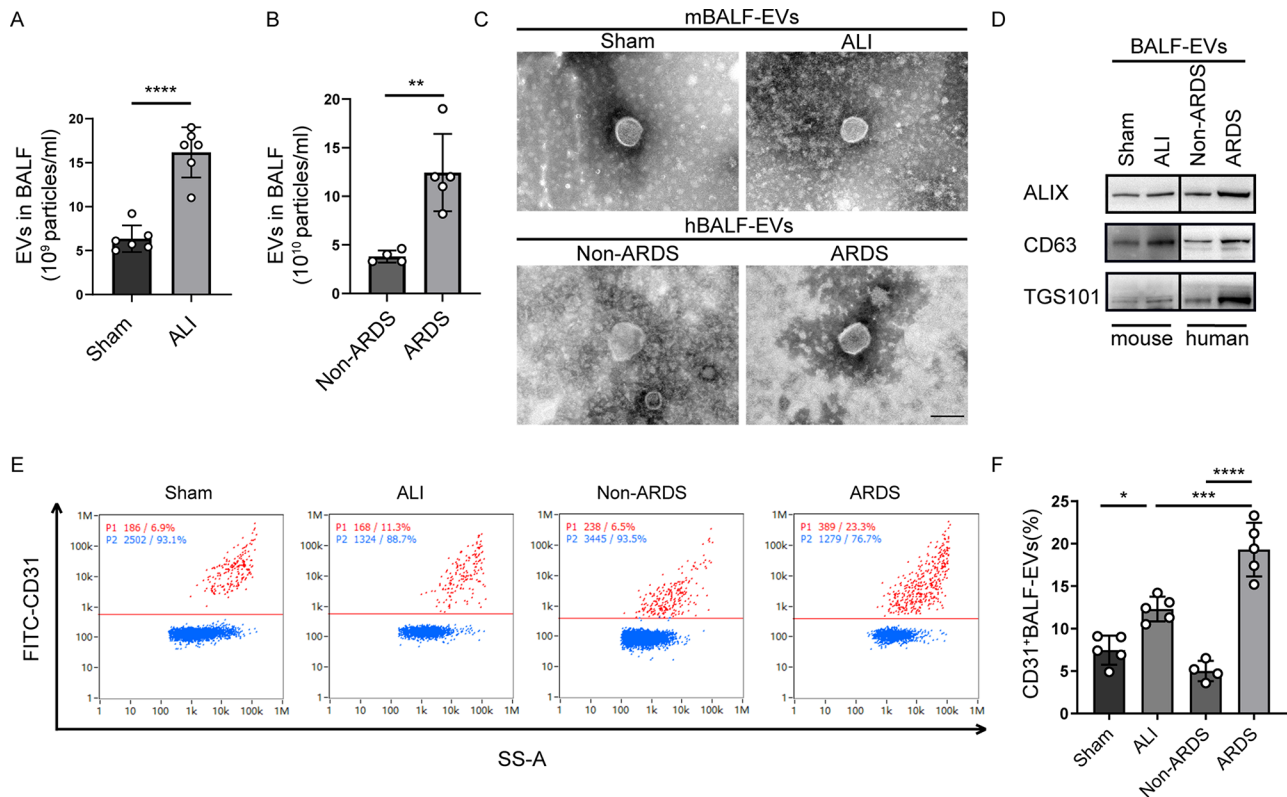 A
EVs in BALF
(10⁹ particles/ml)
****
20
15
10
5
0
Sham
ALI
B
EVs in BALF
(10¹⁰ particles/ml)
**
20
15
10
5
0
Non-ARDS
ARDS
C
mBALF-EVs
Sham ALI
hBALF-EVs
Non-ARDS ARDS
D
BALF-EVs
Sham ALI Non-ARDS ARDS
ALIX
CD63
TGS101
mouse human
E
FITC-CD31
Sham
P1 186 / 6.9%
P2 2502 / 93.1%
1M
100k
10k
1k
100
10
1
1 10 100 1k 10k 100k 1M
ALI
P1 168 / 11.3%
P2 1324 / 88.7%
1M
100k
10k
1k
100
10
1
1 10 100 1k 10k 100k 1M
Non-ARDS
P1 238 / 6.5%
P2 3445 / 93.5%
1M
100k
10k
1k
100
10
1
1 10 100 1k 10k 100k 1M
ARDS
P1 389 / 23.3%
P2 1279 / 76.7%
1M
100k
10k
1k
100
10
1
1 10 100 1k 10k 100k 1M
SS-A
F
CD31⁺BALF-EVs(%)
****
* ***
25
20
15
10
5
0
Sham
ALI
Non-ARDS
ARDS